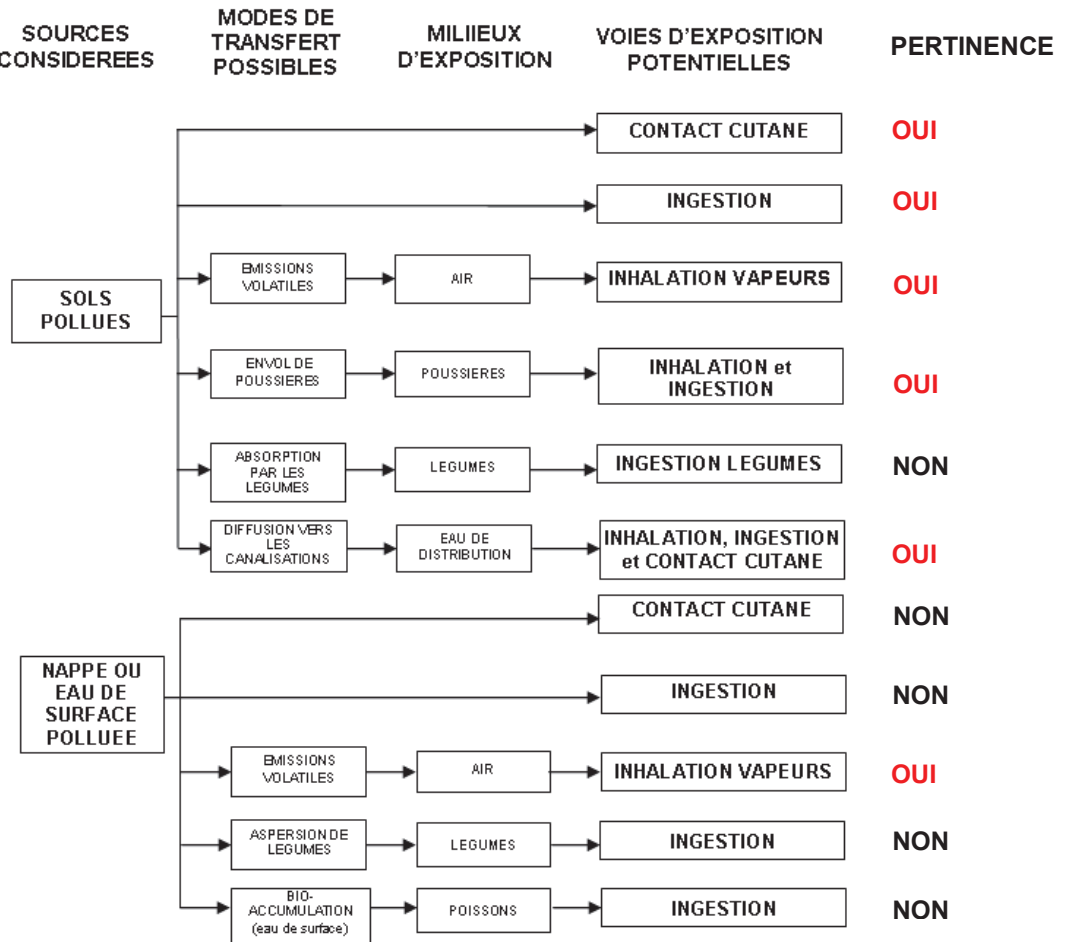 SOURCES
CONSIDEREES
MODES DE
TRANSFERT
POSSIBLES
MILIIEUX
D'EXPOSITION
VOIES D'EXPOSITION
POTENTIELLES
PERTINENCE
CONTACT CUTANE
OUI
INGESTION
OUI
SOLS
POLLUES
EMISSIONS
VOLATILES
AIR
INHALATION VAPEURS
OUI
ENVOL DE
POUSSIERES
POUSSIERES
INHALATION et
INGESTION
OUI
ABSORPTION
PAR LES
LEGUMES
LEGUMES
INGESTION LEGUMES
NON
DIFFUSION VERS
LES
CANALISATIONS
EAU DE
DISTRIBUTION
INHALATION, INGESTION
et CONTACT CUTANE
OUI
CONTACT CUTANE
NON
NAPPE OU
EAU DE
SURFACE
POLLUEE
INGESTION
NON
EMISSIONS
VOLATILES
AIR
INHALATION VAPEURS
OUI
ASPERSION DE
LEGUMES
LEGUMES
INGESTION
NON
BIO-
ACCUMULATION
(eau de surface)
POISSONS
INGESTION
NON